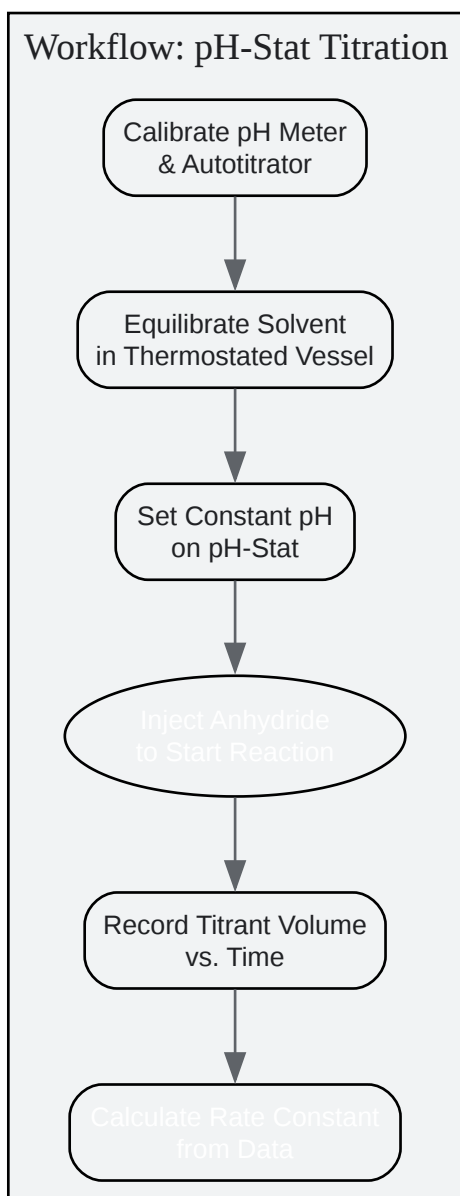 Workflow: pH-Stat Titration
Calibrate pH Meter
& Autotitrator
Equilibrate Solvent
in Thermostated Vessel
Set Constant pH
on pH-Stat
Inject Anhydride
to Start Reaction
Record Titrant Volume
vs. Time
Calculate Rate Constant
from Data